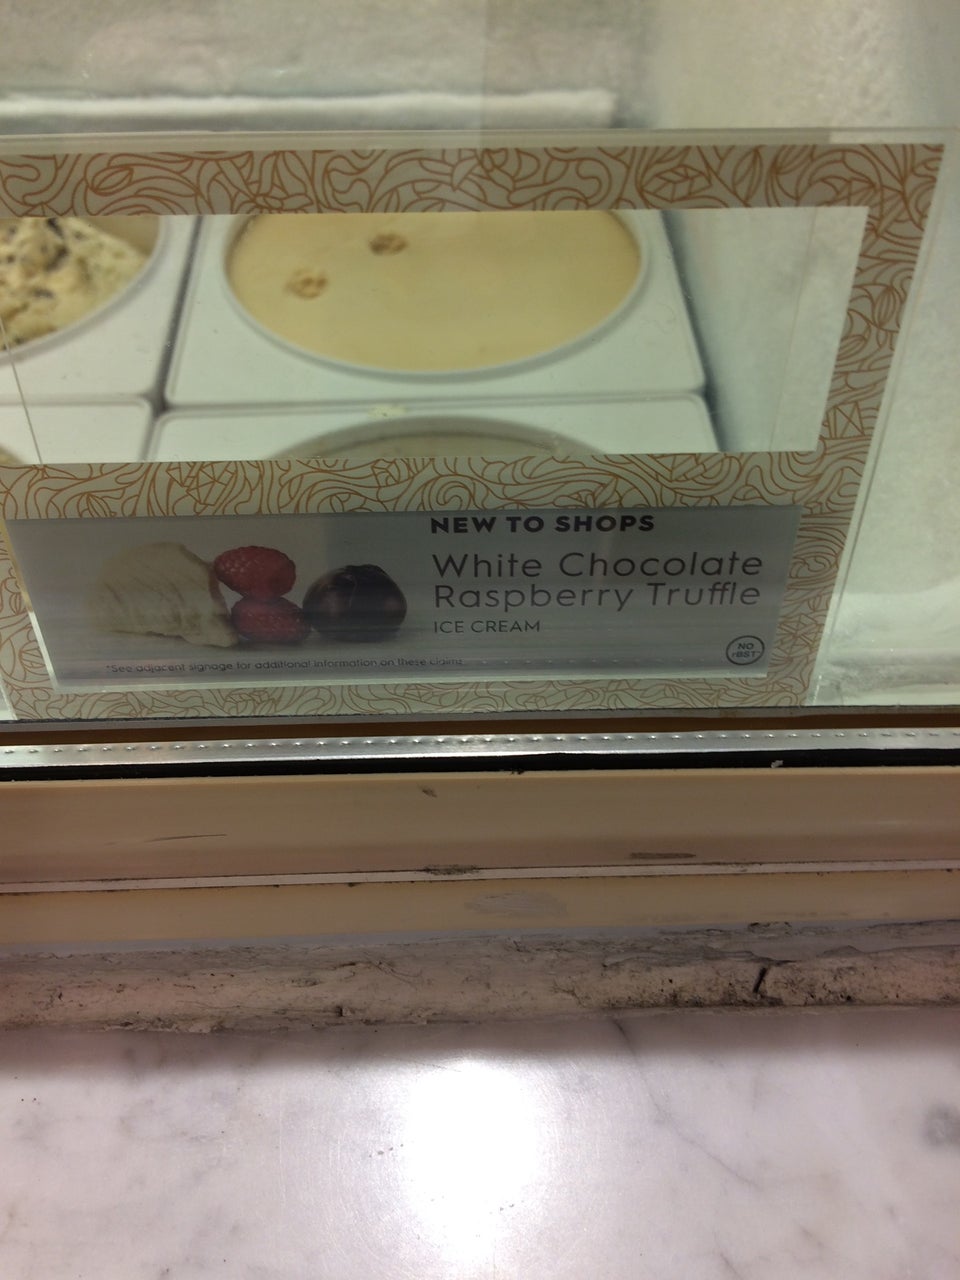 NEW TO SHOPS
White Chocolate
Raspberry Truffle
ICE CREAM
NO
rBST*
*See adjacent signage for additional information on these claims